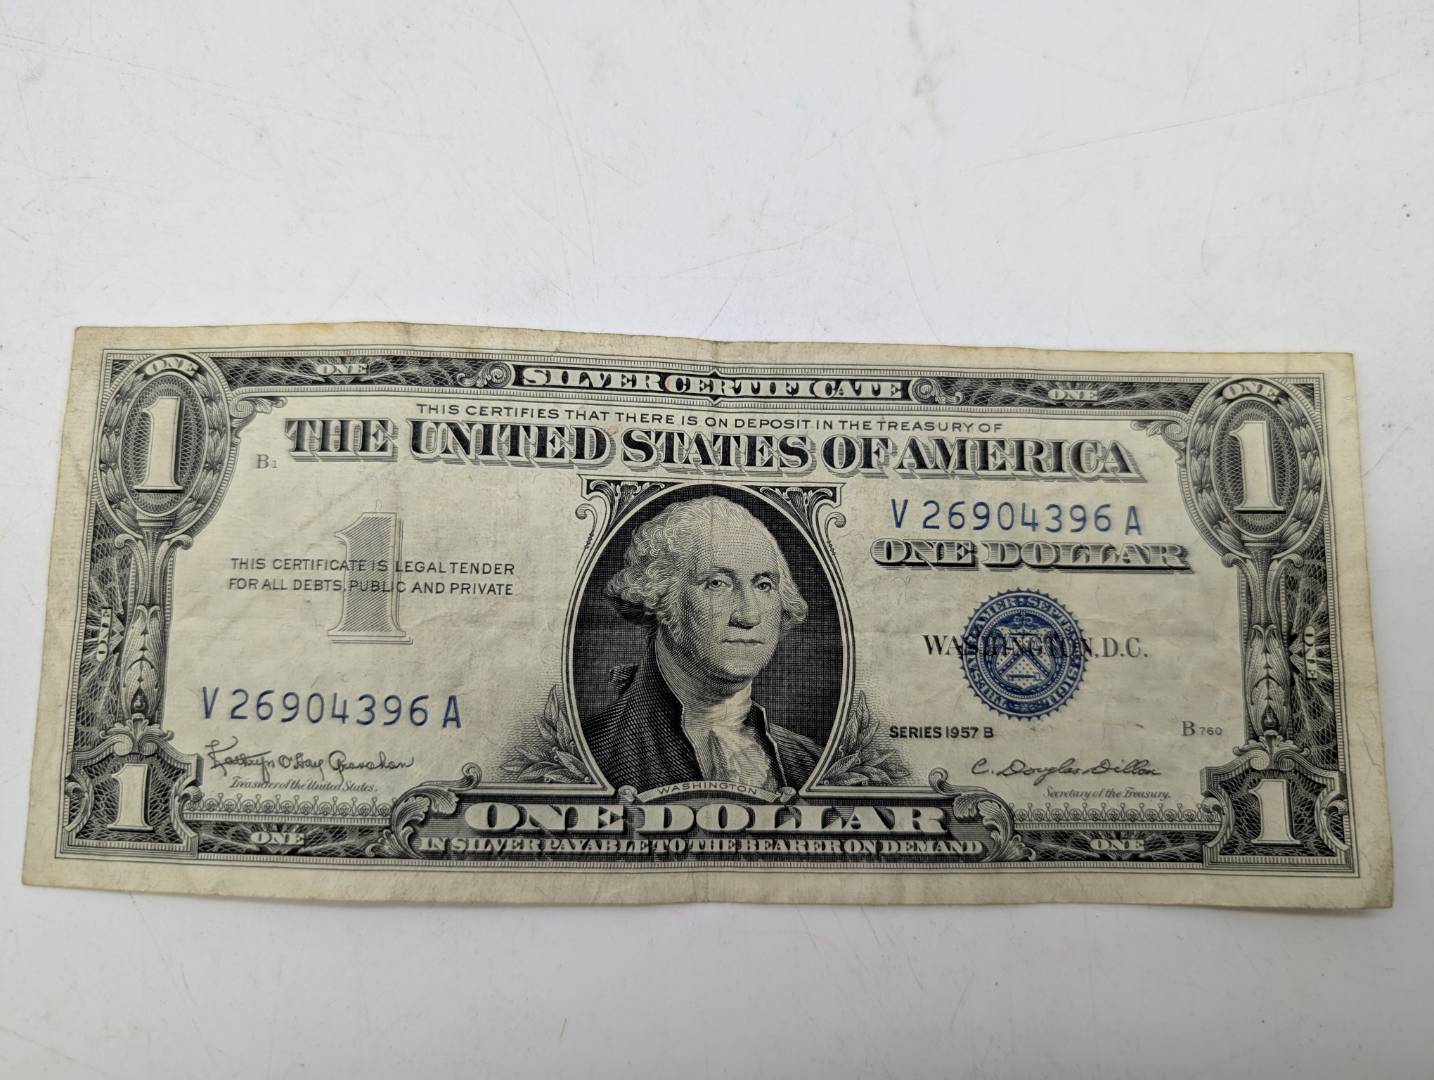 ONE
SILVER CERTIFICATE
ONE
ONE
ONE
1
1
THIS CERTIFIES THAT THERE IS ON DEPOSIT IN THE TREASURY OF
THE UNITED STATES OF AMERICA
B1
V 26904396 A
ONE DOLLAR
1
THIS CERTIFICATE IS LEGAL TENDER
FOR ALL DEBTS, PUBLIC AND PRIVATE
WASHINGTON, D.C.
ONE
ONE
V 26904396 A
SERIES 1957 B
B 760
Kathryn O'Hay Granahan
Treasurer of the United States.
C. Douglas Dillon
Secretary of the Treasury.
WASHINGTON
1
1
ONE DOLLAR
ONE
ONE
IN SILVER PAYABLE TO THE BEARER ON DEMAND